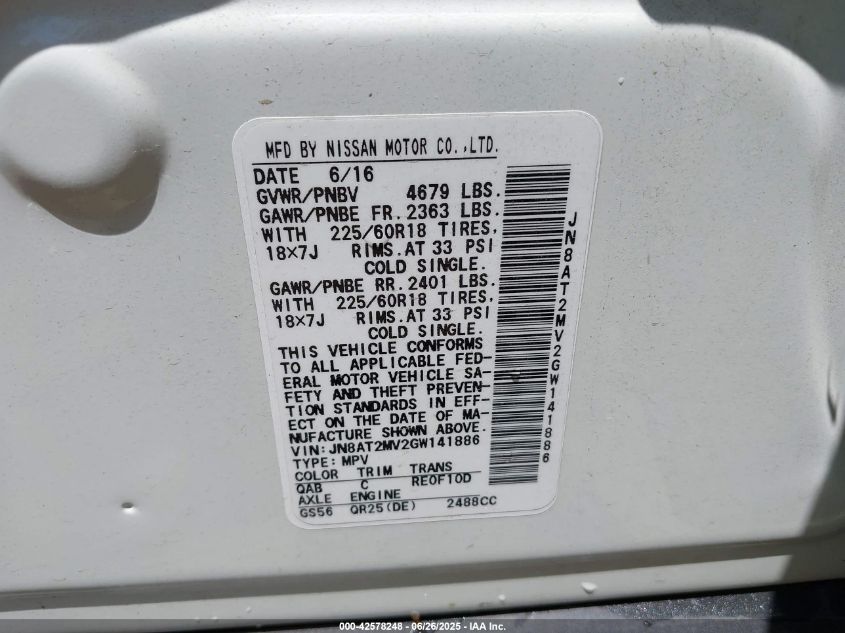 MFD BY NISSAN MOTOR CO.,LTD.
DATE 6/16
GVWR/PNBV 4679 LBS.
GAWR/PNBE FR. 2363 LBS.
WITH 225/60R18 TIRES,
18×7J RIMS.AT 33 PSI
COLD SINGLE.
GAWR/PNBE RR. 2401 LBS.
WITH 225/60R18 TIRES,
18×7J RIMS.AT 33 PSI
COLD SINGLE.
THIS VEHICLE CONFORMS
TO ALL APPLICABLE FED-
ERAL MOTOR VEHICLE SA-
FETY AND THEFT PREVEN-
TION STANDARDS IN EFF-
ECT ON THE DATE OF MA-
NUFACTURE SHOWN ABOVE.
VIN: JN8AT2MV2GW141886
TYPE: MPV
COLOR TRIM TRANS
QAB C RE0F10D
AXLE ENGINE
GS56 QR25(DE) 2488CC
JN8AT2MV2GW141886
000-42578248 - 06/26/2025 - IAA Inc.